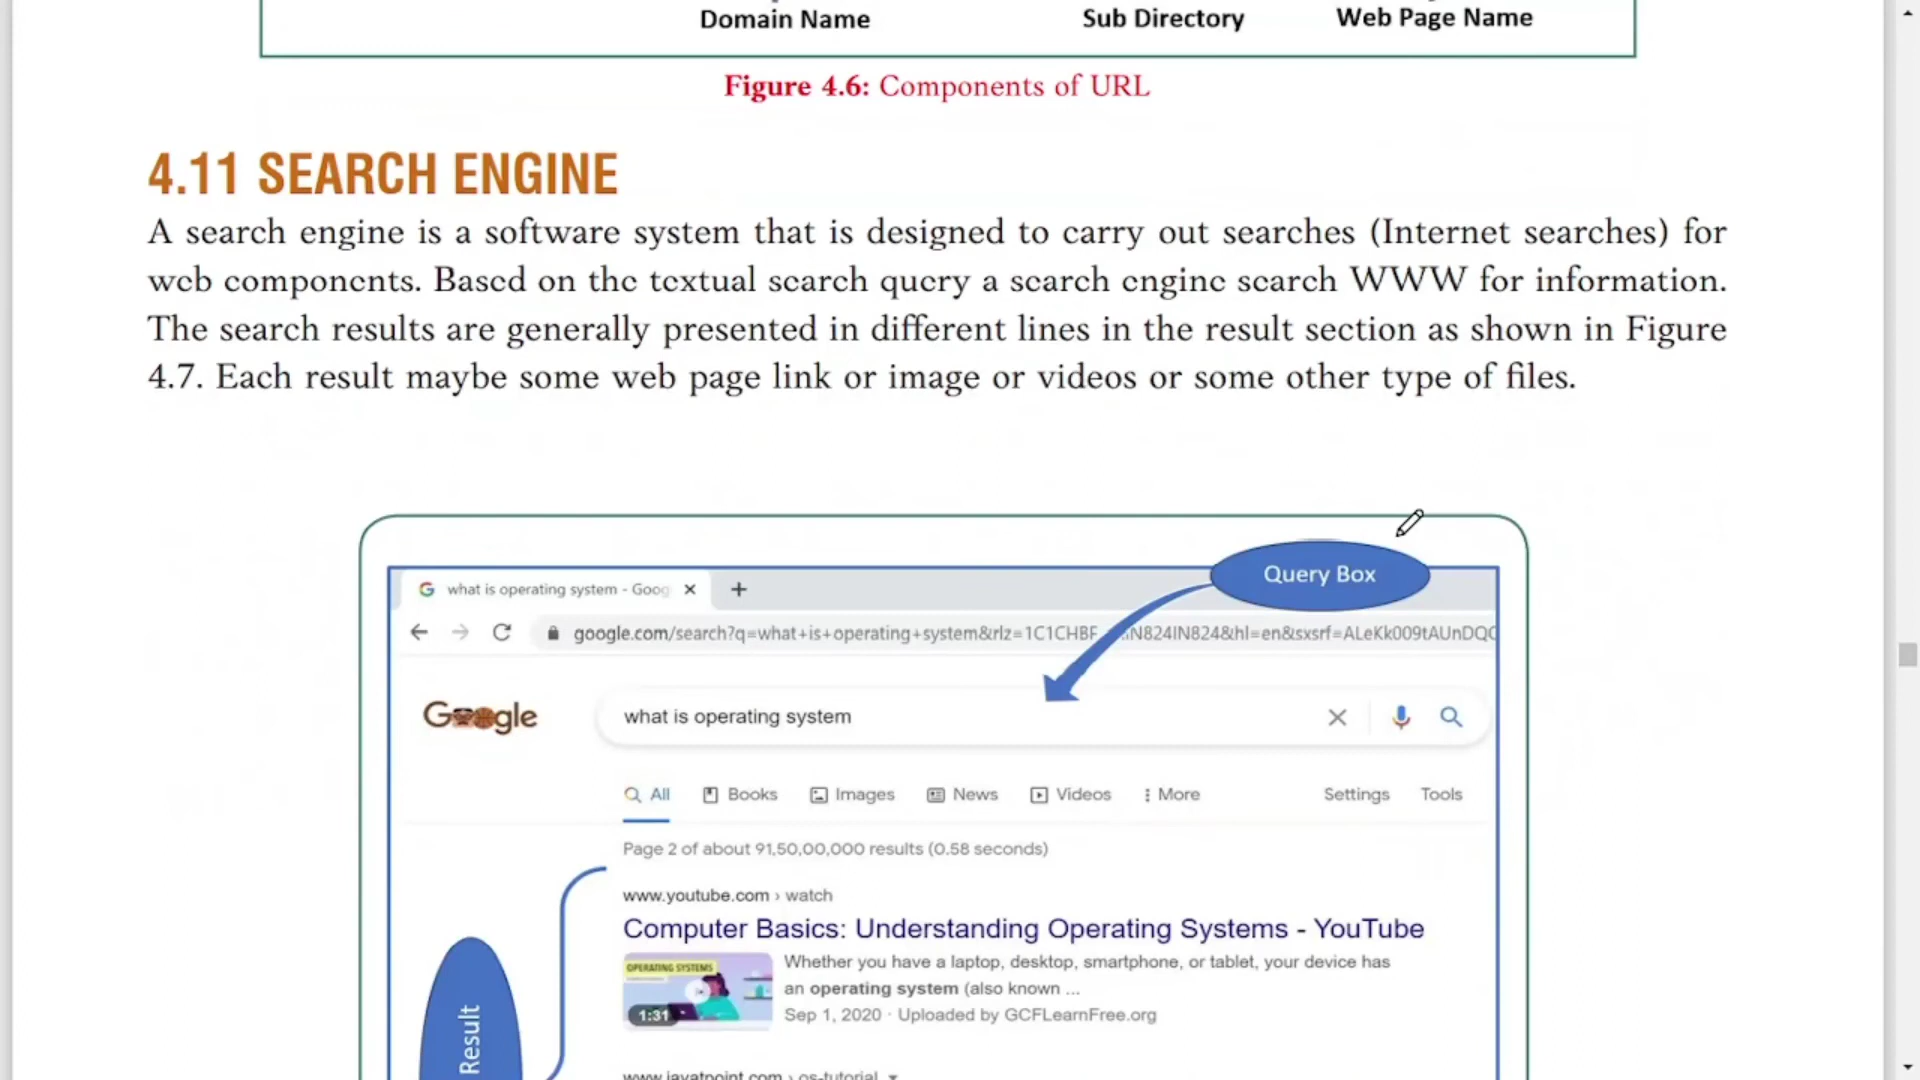 Domain Name Sub Directory Web Page Name
Figure 4.6: Components of URL
4.11 SEARCH ENGINE
A search engine is a software system that is designed to carry out searches (Internet searches) for
web components. Based on the textual search query a search engine search WWW for information.
The search results are generally presented in different lines in the result section as shown in Figure
4.7. Each result maybe some web page link or image or videos or some other type of files.
Query Box
what is operating system - Goog
google.com/search?q=what+is+operating+system&rlz=1C1CHBF N824IN824&hl=en&sxsrf=ALeKk009tAUnDQC
Google
what is operating system
All Books Images News Videos More Settings Tools
Page 2 of about 91,50,00,000 results (0.58 seconds)
www.youtube.com › watch
Computer Basics: Understanding Operating Systems - YouTube
OPERATING SYSTEMS
Whether you have a laptop, desktop, smartphone, or tablet, your device has
an operating system (also known ...
1:31
Sep 1, 2020 · Uploaded by GCFLearnFree.org
Result
www.javatpoint.com › os-tutorial